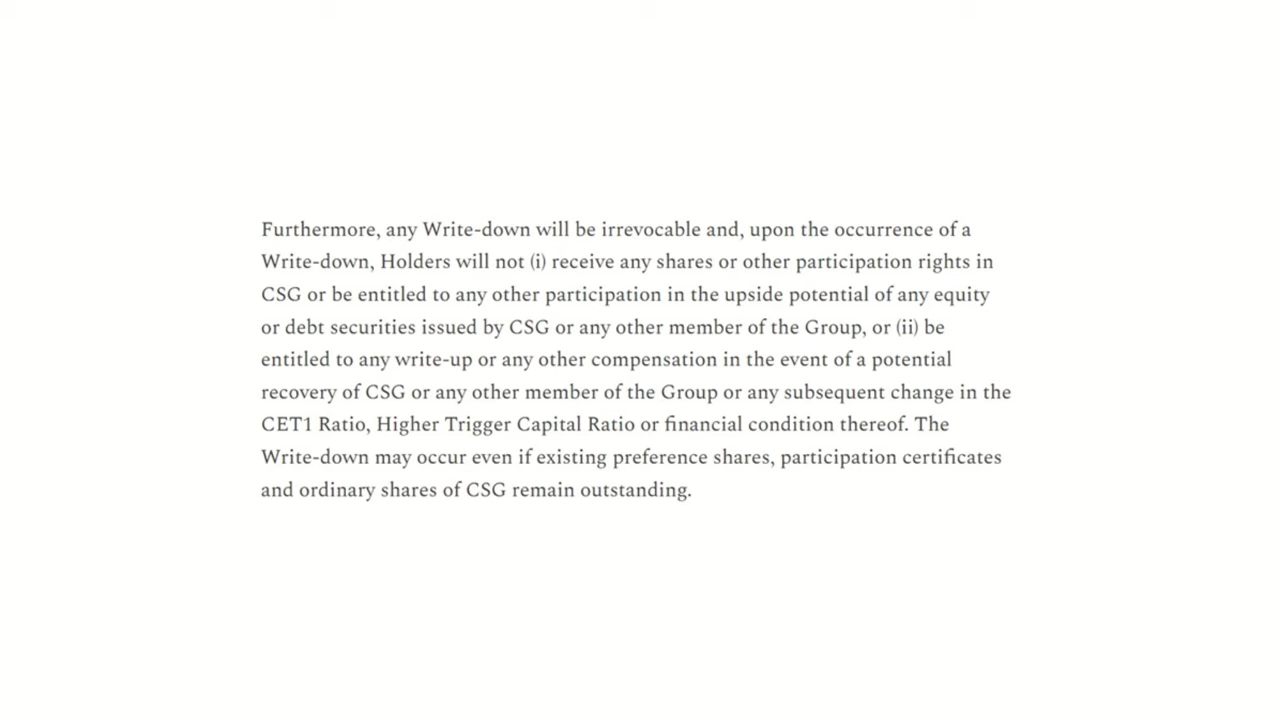 Furthermore, any Write-down will be irrevocable and, upon the occurrence of a
Write-down, Holders will not (i) receive any shares or other participation rights in
CSG or be entitled to any other participation in the upside potential of any equity
or debt securities issued by CSG or any other member of the Group, or (ii) be
entitled to any write-up or any other compensation in the event of a potential
recovery of CSG or any other member of the Group or any subsequent change in the
CET1 Ratio, Higher Trigger Capital Ratio or financial condition thereof. The
Write-down may occur even if existing preference shares, participation certificates
and ordinary shares of CSG remain outstanding.